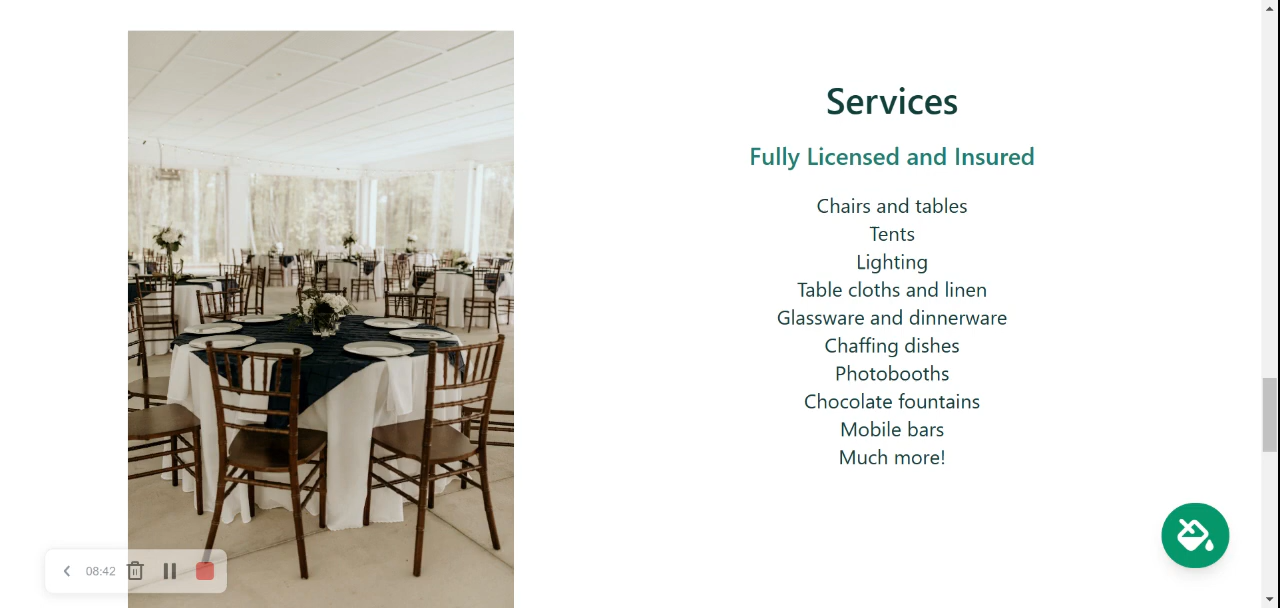 Services
Fully Licensed and Insured
Chairs and tables
Tents
Lighting
Table cloths and linen
Glassware and dinnerware
Chaffing dishes
Photobooths
Chocolate fountains
Mobile bars
Much more!
08:42